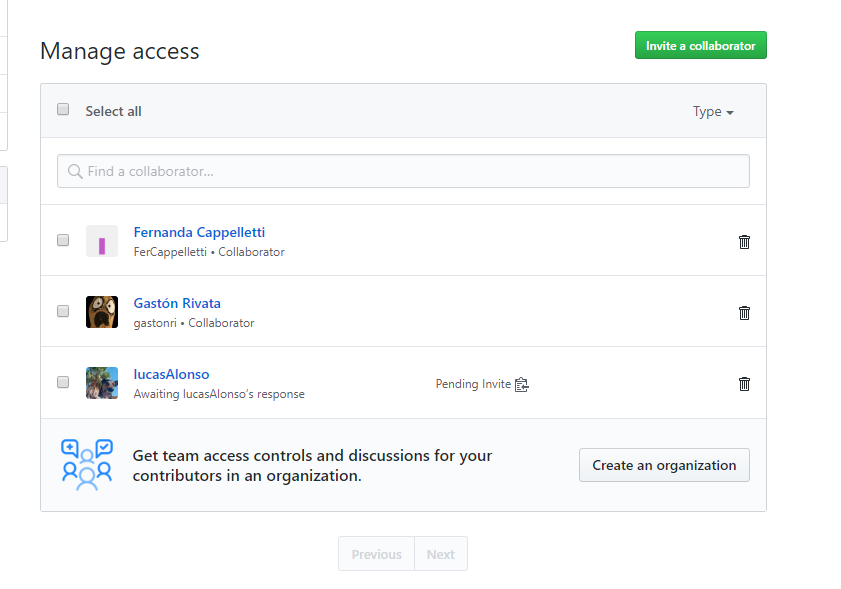 Manage access
Invite a collaborator
Select all
Type
Find a collaborator...
Fernanda Cappelletti
FerCappelletti • Collaborator
Gastón Rivata
gastonri • Collaborator
lucasAlonso
Awaiting lucasAlonso's response
Pending Invite
Get team access controls and discussions for your
contributors in an organization.
Create an organization
Previous
Next